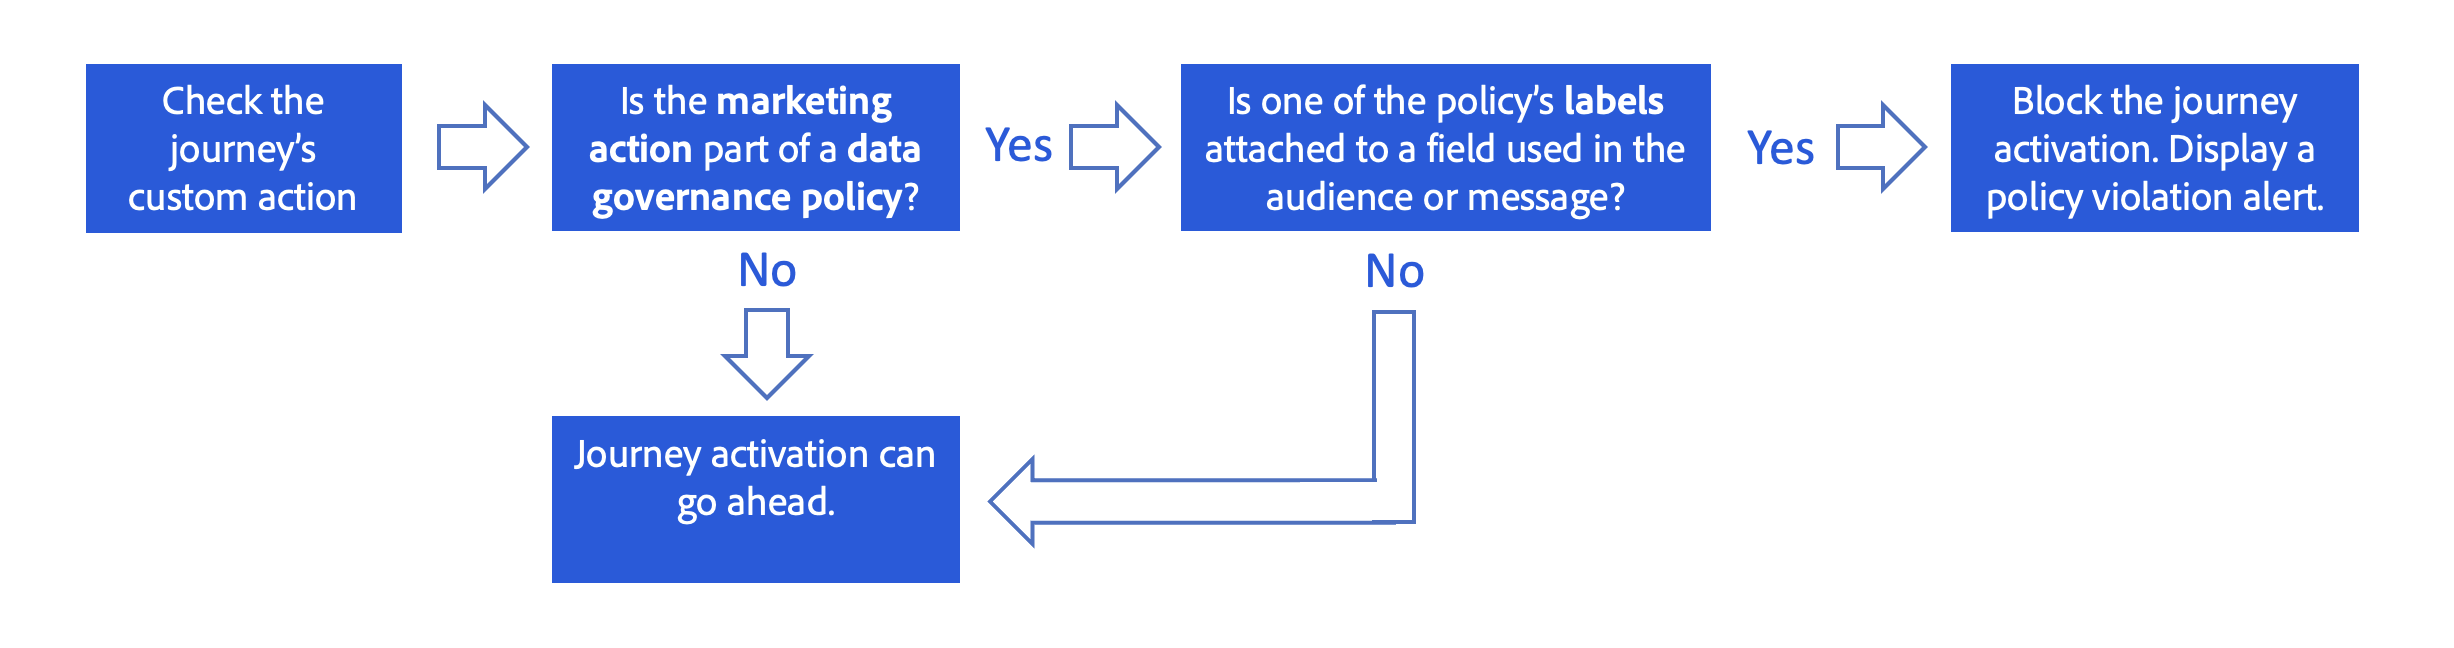 Check the
journey’s
custom action
Is the marketing
action part of a data
governance policy?
Yes
Is one of the policy’s labels
attached to a field used in the
audience or message?
Yes
Block the journey
activation. Display a
policy violation alert.
No
No
Journey activation can
go ahead.